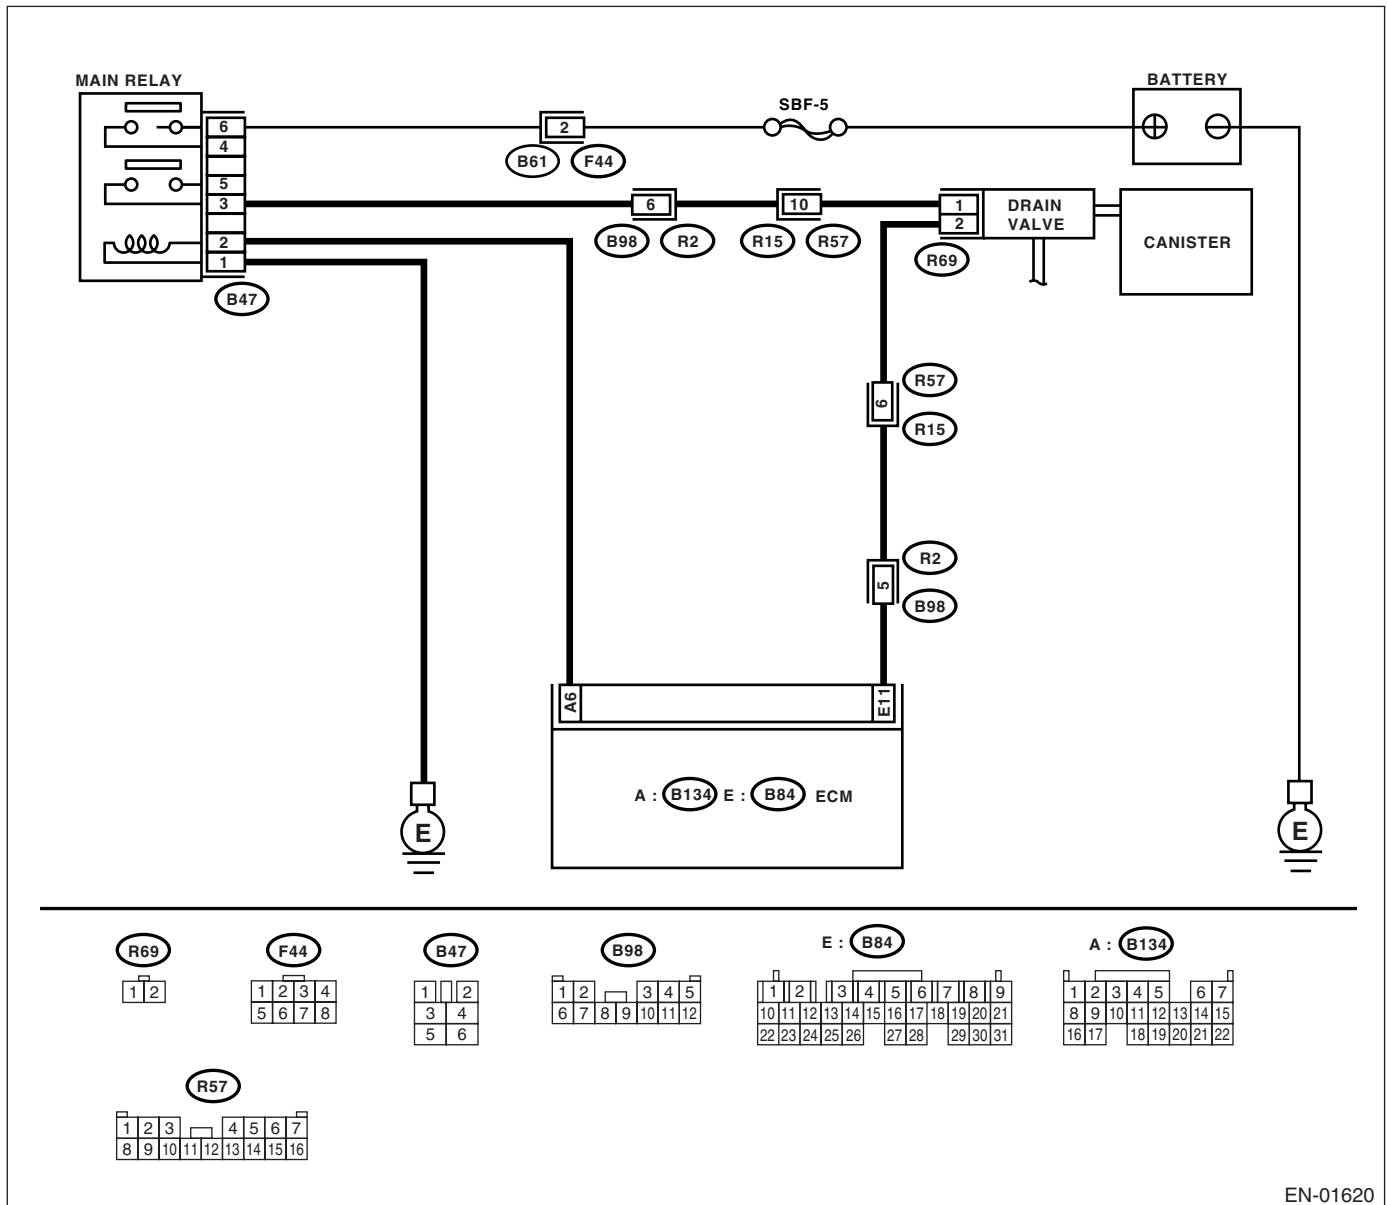 MAIN RELAY
BATTERY
SBF-5
6
4
5
3
2
1
B47
2
B61 F44
6
B98 R2
10
R15 R57
1
2
R69
DRAIN
VALVE
CANISTER
6
R57
R15
5
R2
B98
A6
E11
A : B134 E : B84 ECM
E
E
R69
1 2
F44
1 2 3 4
5 6 7 8
B47
1 2
3 4
5 6
B98
1 2 3 4 5
6 7 8 9 10 11 12
E : B84
1 2 3 4 5 6 7 8 9
10 11 12 13 14 15 16 17 18 19 20 21
22 23 24 25 26 27 28 29 30 31
A : B134
1 2 3 4 5 6 7
8 9 10 11 12 13 14 15
16 17 18 19 20 21 22
R57
1 2 3 4 5 6 7
8 9 10 11 12 13 14 15 16
EN-01620